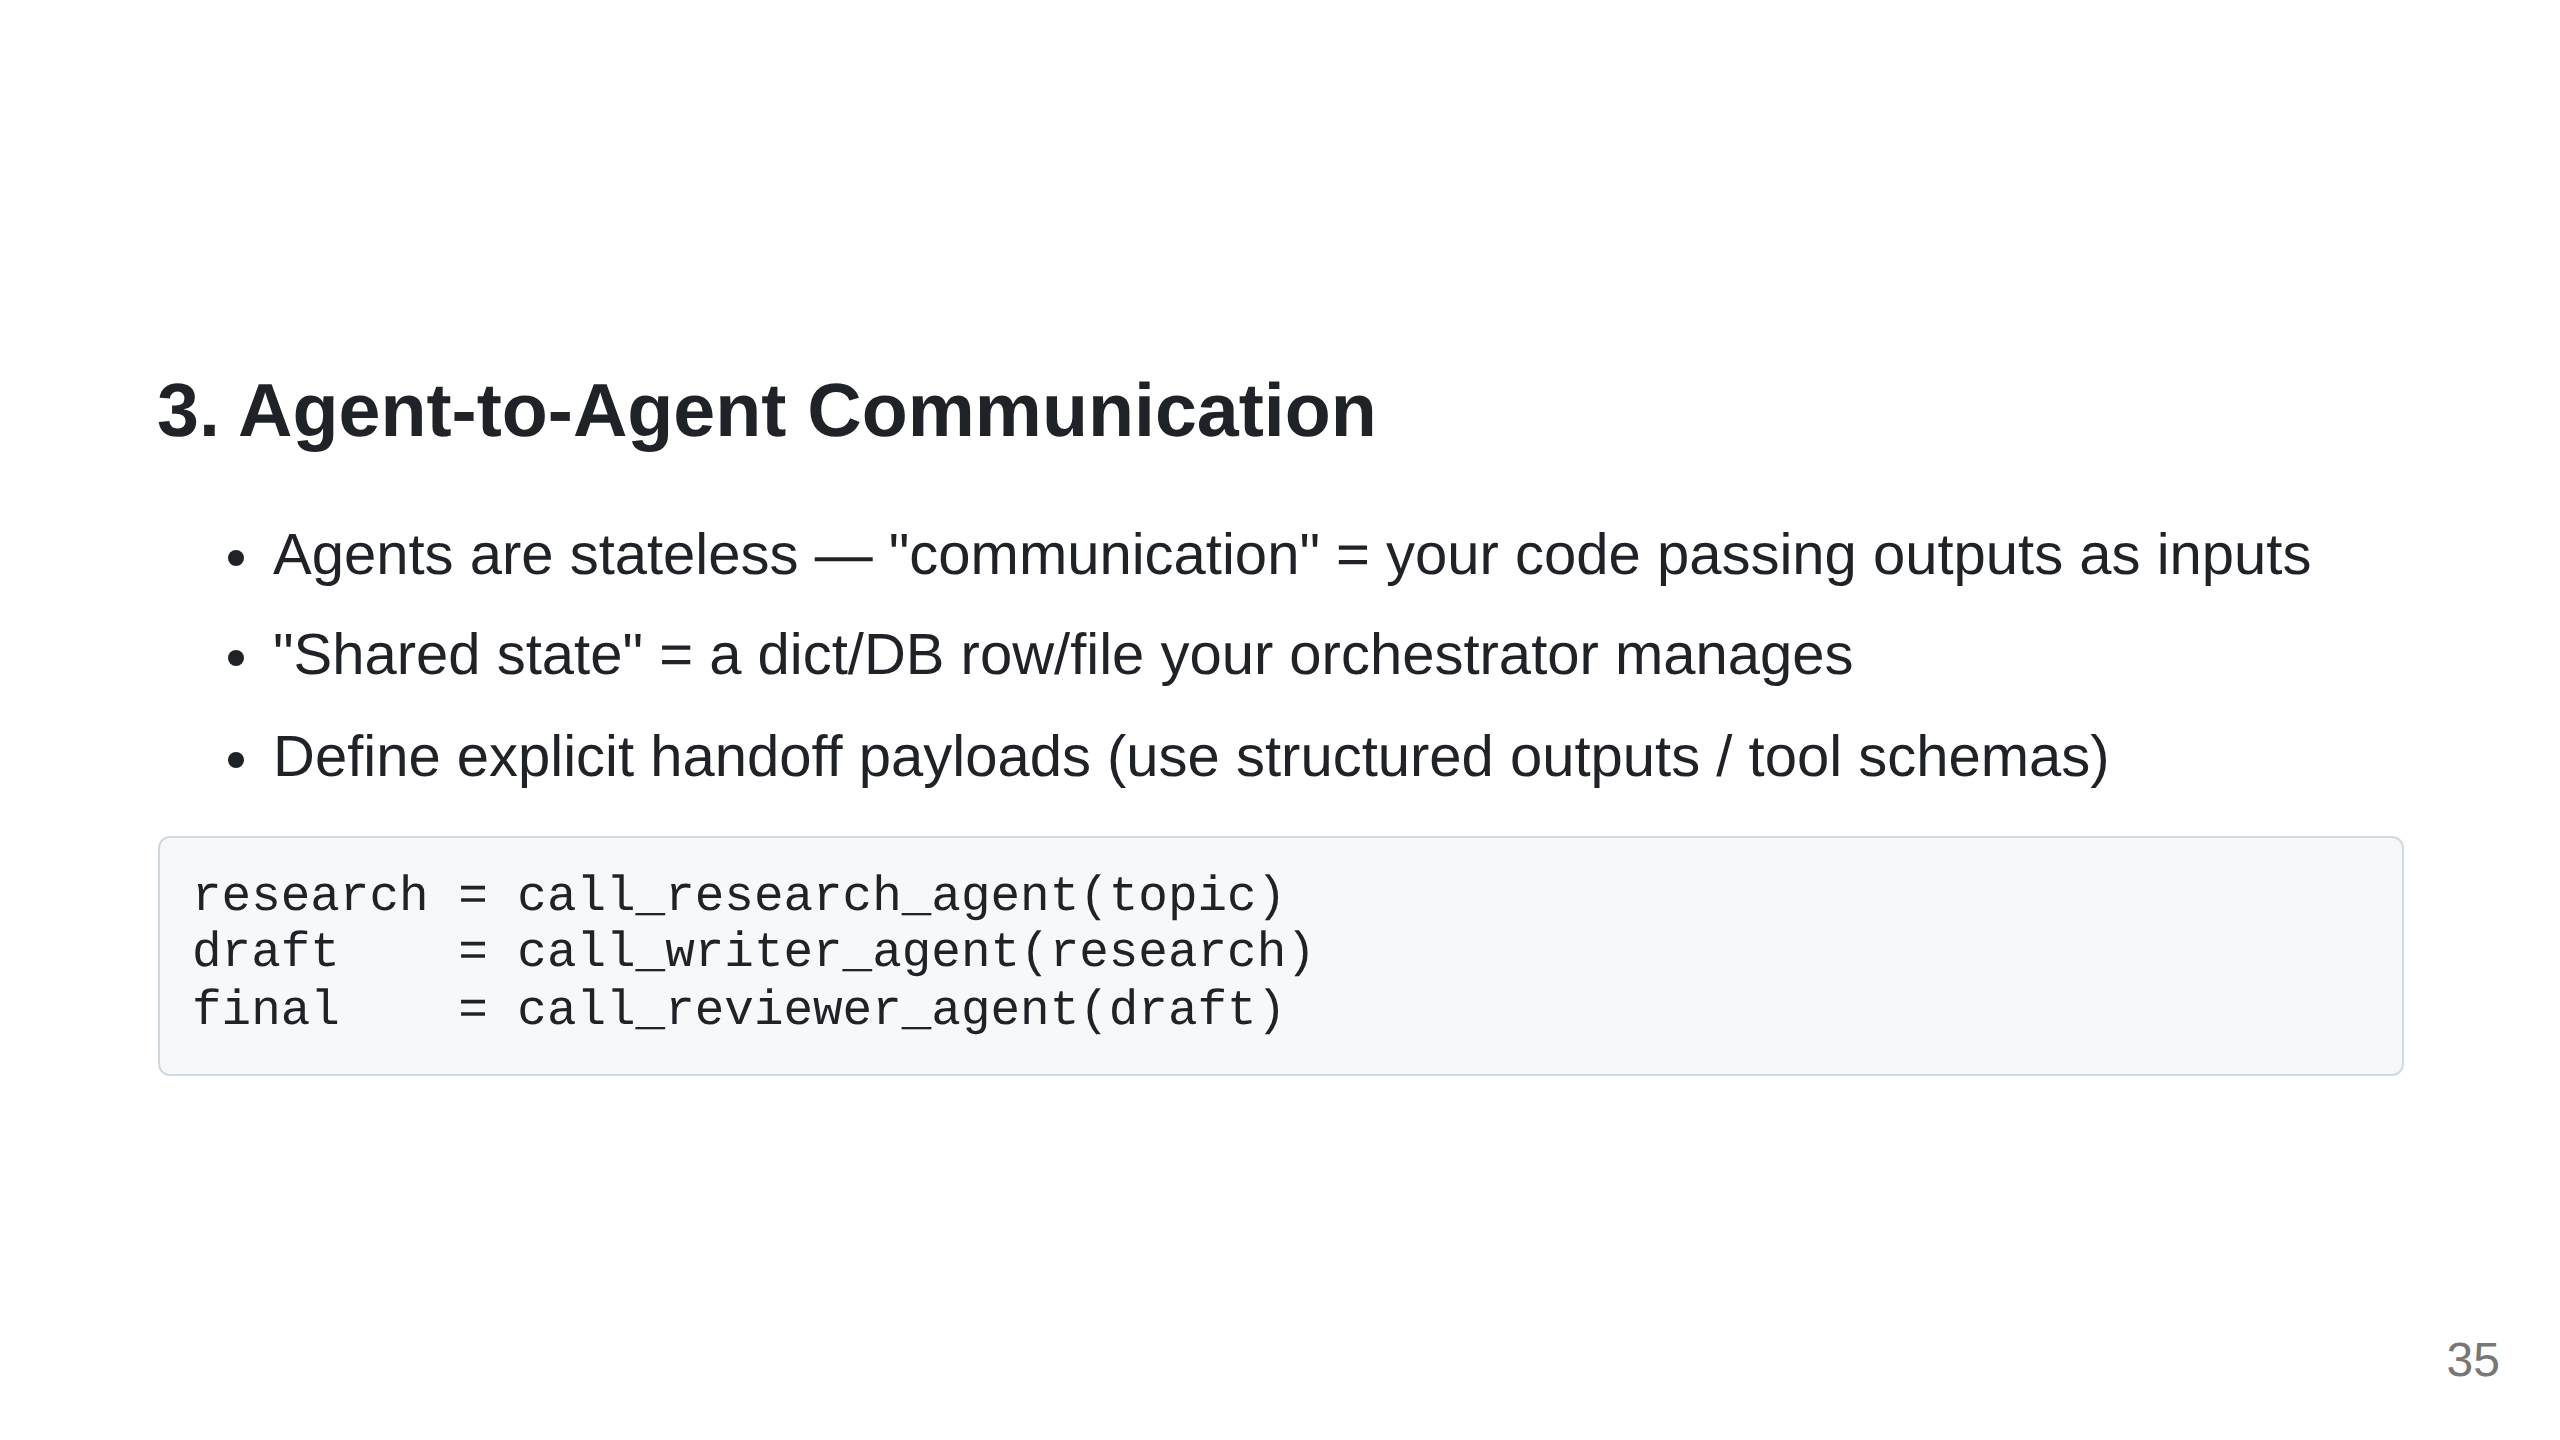 3. Agent-to-Agent Communication
• Agents are stateless — "communication" = your code passing outputs as inputs
• "Shared state" = a dict/DB row/file your orchestrator manages
• Define explicit handoff payloads (use structured outputs / tool schemas)
research = call_research_agent(topic)
draft    = call_writer_agent(research)
final    = call_reviewer_agent(draft)
35